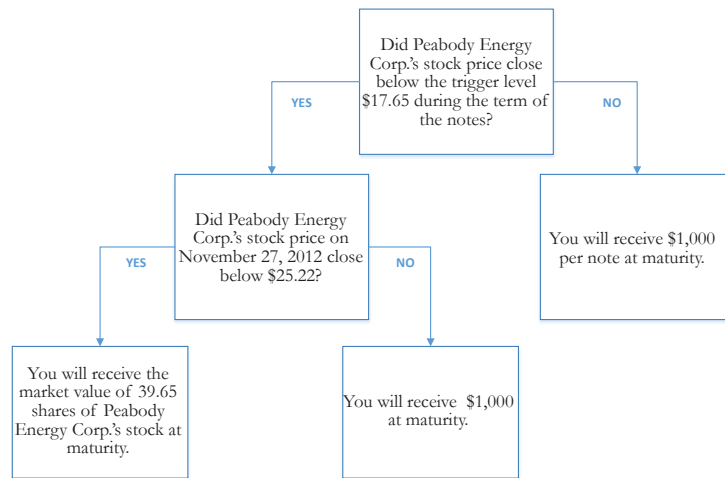 Did Peabody Energy
Corp.'s stock price close
below the trigger level
$17.65 during the term of
the notes?
YES
NO
Did Peabody Energy
Corp.'s stock price on
November 27, 2012 close
below $25.22?
You will receive $1,000
per note at maturity.
YES
NO
You will receive the
market value of 39.65
shares of Peabody
Energy Corp.'s stock at
maturity.
You will receive $1,000
at maturity.